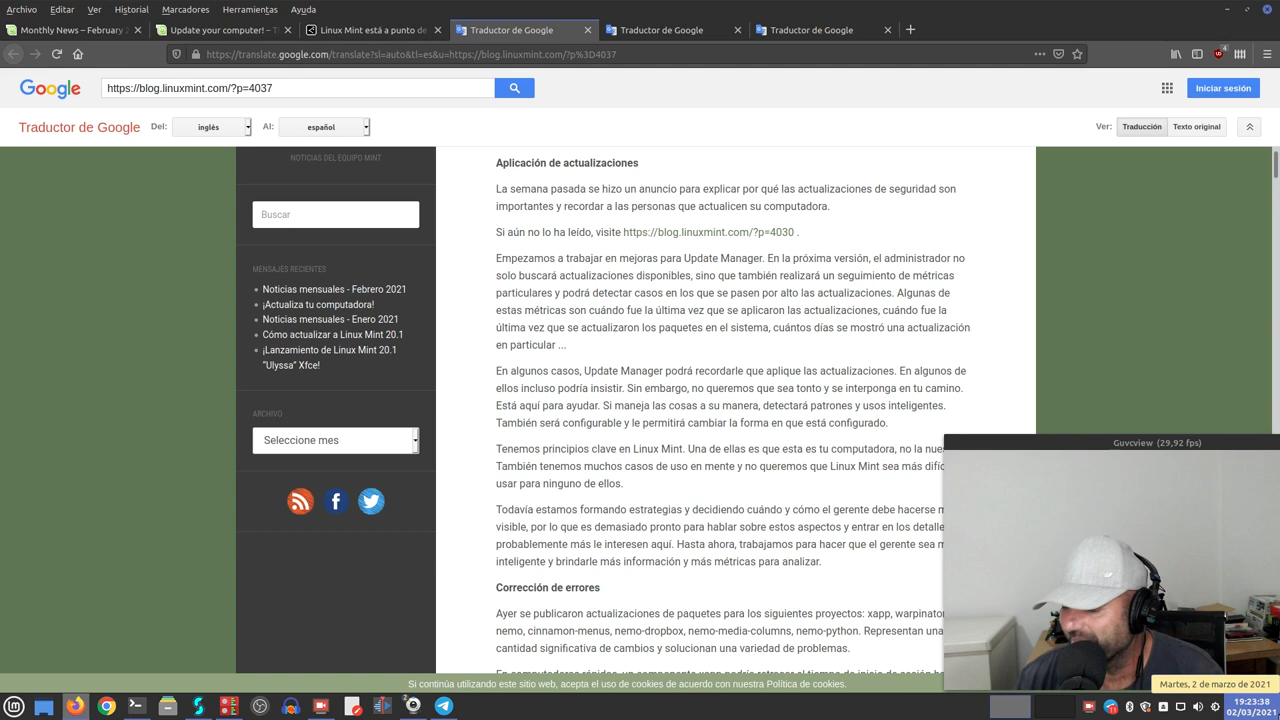 Archivo Editar Ver Historial Marcadores Herramientas Ayuda
Monthly News – February 2
Update your computer! – T
Linux Mint está a punto de
Traductor de Google
Traductor de Google
Traductor de Google
https://translate.google.com/translate?sl=auto&tl=es&u=https://blog.linuxmint.com/?p%3D4037
Google
https://blog.linuxmint.com/?p=4037
Iniciar sesión
Traductor de Google Del: inglés Al: español Ver: Traducción Texto original
NOTICIAS DEL EQUIPO MINT
Buscar
MENSAJES RECIENTES
Noticias mensuales - Febrero 2021
¡Actualiza tu computadora!
Noticias mensuales - Enero 2021
Cómo actualizar a Linux Mint 20.1
¡Lanzamiento de Linux Mint 20.1
“Ulyssa” Xfce!
ARCHIVO
Seleccione mes
Aplicación de actualizaciones
La semana pasada se hizo un anuncio para explicar por qué las actualizaciones de seguridad son
importantes y recordar a las personas que actualicen su computadora.
Si aún no lo ha leído, visite https://blog.linuxmint.com/?p=4030 .
Empezamos a trabajar en mejoras para Update Manager. En la próxima versión, el administrador no
solo buscará actualizaciones disponibles, sino que también realizará un seguimiento de métricas
particulares y podrá detectar casos en los que se pasen por alto las actualizaciones. Algunas de
estas métricas son cuándo fue la última vez que se aplicaron las actualizaciones, cuándo fue la
última vez que se actualizaron los paquetes en el sistema, cuántos días se mostró una actualización
en particular ...
En algunos casos, Update Manager podrá recordarle que aplique las actualizaciones. En algunos de
ellos incluso podría insistir. Sin embargo, no queremos que sea tonto y se interponga en tu camino.
Está aquí para ayudar. Si maneja las cosas a su manera, detectará patrones y usos inteligentes.
También será configurable y le permitirá cambiar la forma en que está configurado.
Tenemos principios clave en Linux Mint. Una de ellas es que esta es tu computadora, no la nues
También tenemos muchos casos de uso en mente y no queremos que Linux Mint sea más difíc
usar para ninguno de ellos.
Todavía estamos formando estrategias y decidiendo cuándo y cómo el gerente debe hacerse m
visible, por lo que es demasiado pronto para hablar sobre estos aspectos y entrar en los detalle
probablemente más le interesen aquí. Hasta ahora, trabajamos para hacer que el gerente sea m
inteligente y brindarle más información y más métricas para analizar.
Corrección de errores
Ayer se publicaron actualizaciones de paquetes para los siguientes proyectos: xapp, warpinator
nemo, cinnamon-menus, nemo-dropbox, nemo-media-columns, nemo-python. Representan una
cantidad significativa de cambios y solucionan una variedad de problemas.
Guvcview (29,92 fps)
Si continúa utilizando este sitio web, acepta el uso de cookies de acuerdo con nuestra Política de cookies.
Martes, 2 de marzo de 2021
19:23:38
02/03/2021